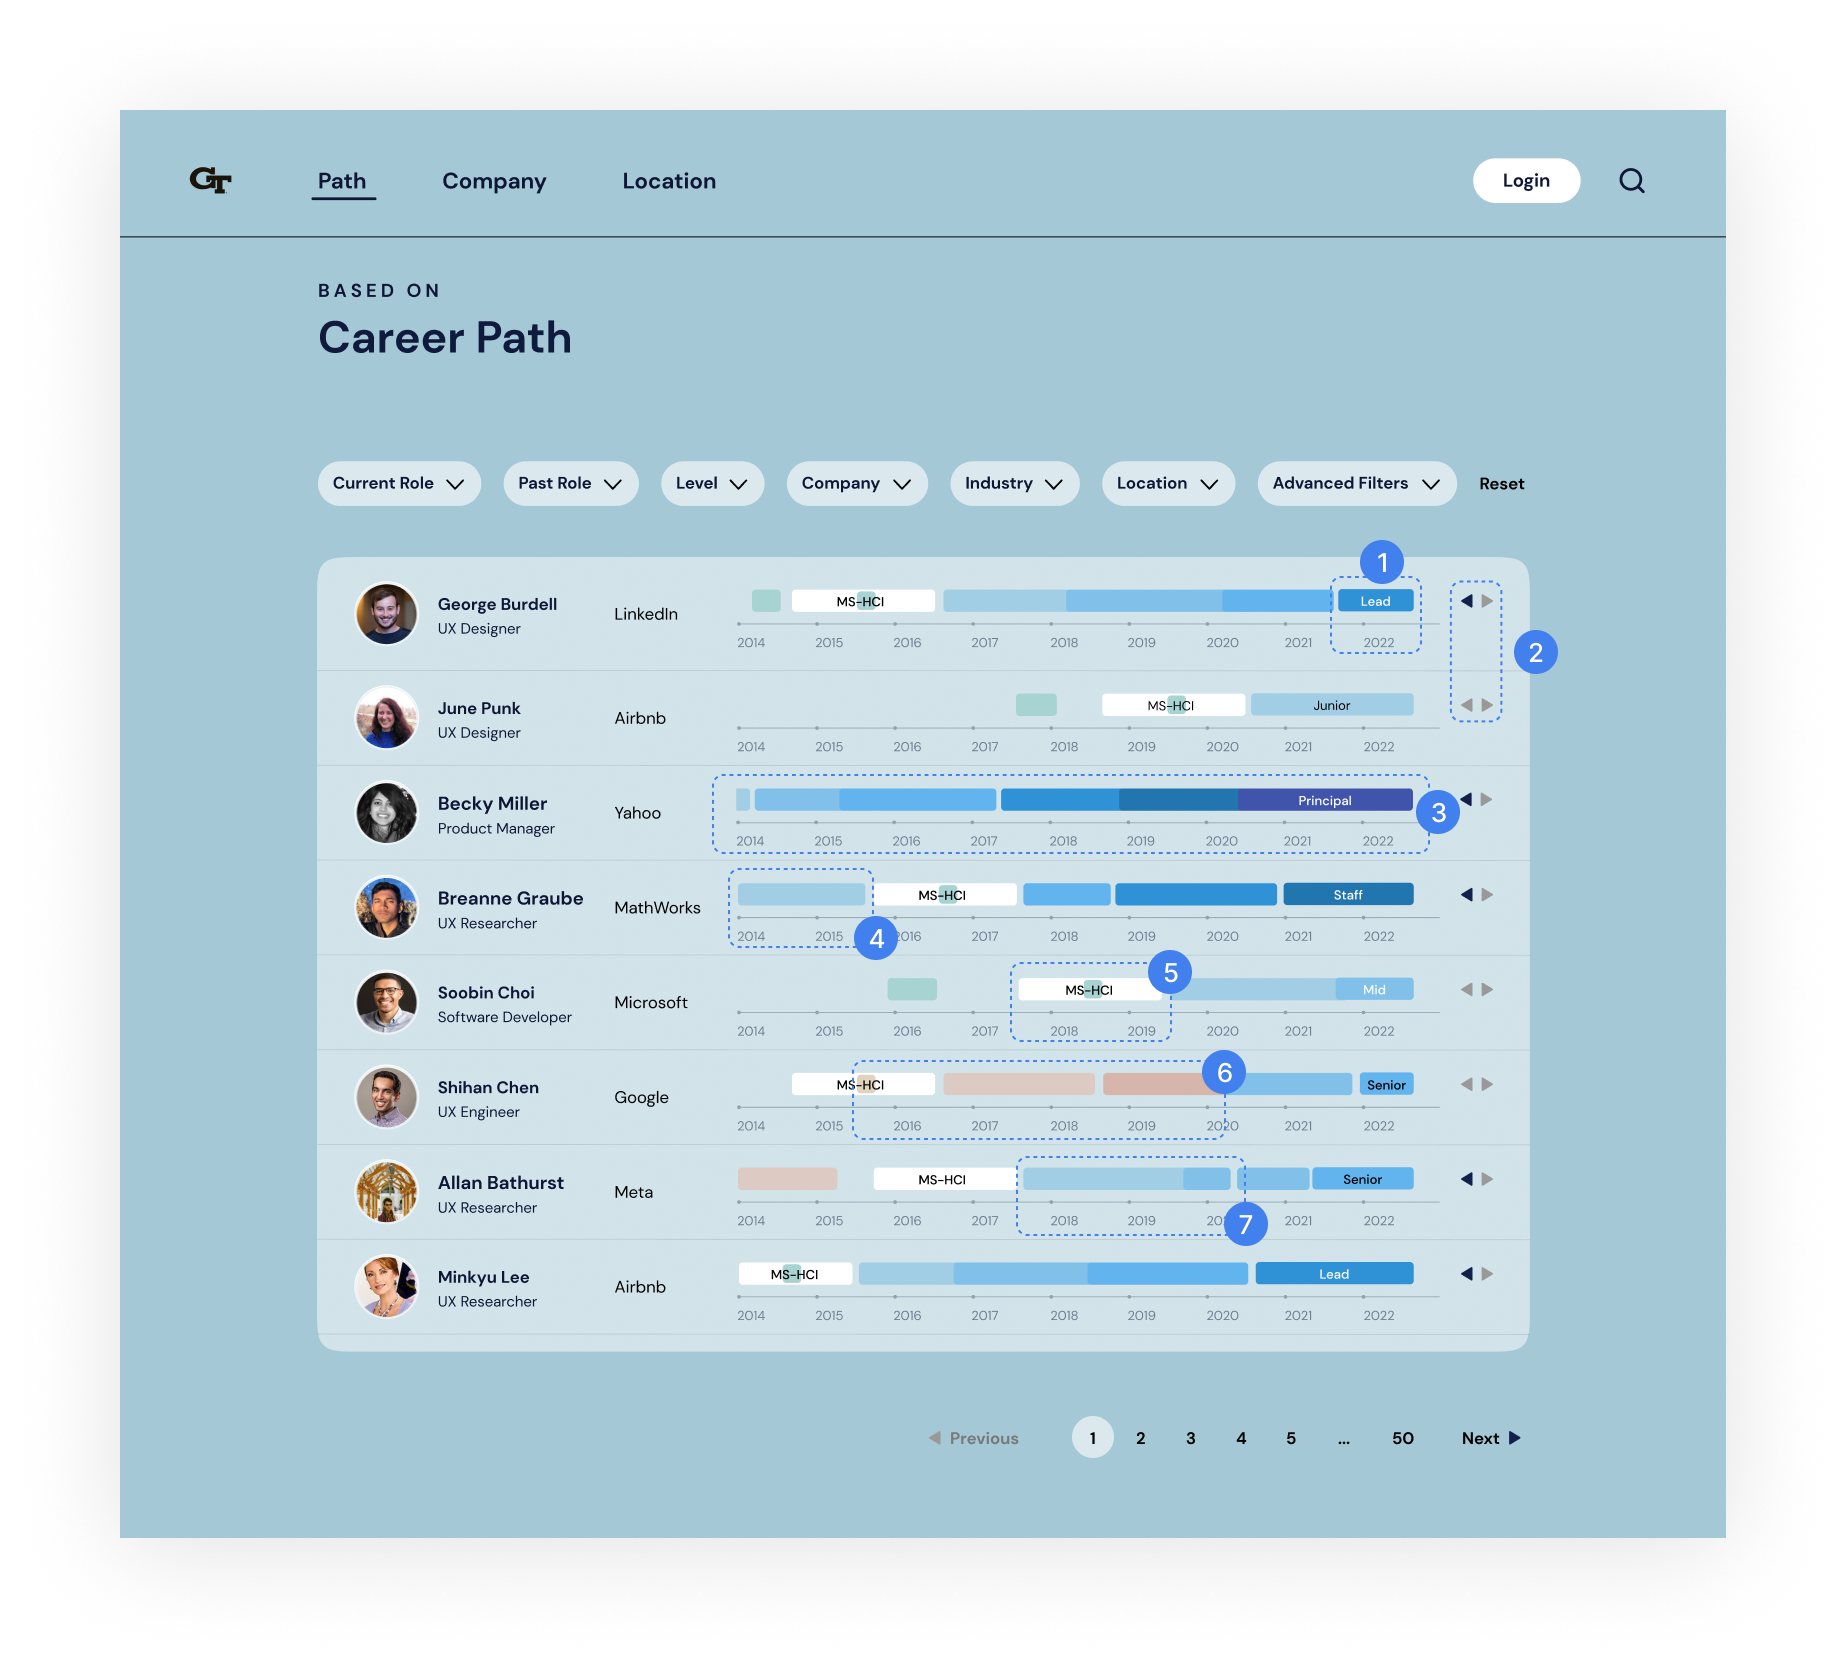 GT Path Company Location Login
BASED ON
Career Path
Current Role Past Role Level Company Industry Location Advanced Filters Reset
1
George Burdell
UX Designer
LinkedIn
MS-HCI Lead
2014 2015 2016 2017 2018 2019 2020 2021 2022
2
June Punk
UX Designer
Airbnb
MS-HCI Junior
2014 2015 2016 2017 2018 2019 2020 2021 2022
Becky Miller
Product Manager
Yahoo
Principal
3
2014 2015 2016 2017 2018 2019 2020 2021 2022
Breanne Graube
UX Researcher
MathWorks
MS-HCI Staff
2014 2015 4 2016 2017 2018 2019 2020 2021 2022
5
Soobin Choi
Software Developer
Microsoft
MS-HCI Mid
2014 2015 2016 2017 2018 2019 2020 2021 2022
6
Shihan Chen
UX Engineer
Google
MS-HCI Senior
2014 2015 2016 2017 2018 2019 2020 2021 2022
Allan Bathurst
UX Researcher
Meta
MS-HCI Senior
2014 2015 2016 2017 2018 2019 20 7 2021 2022
Minkyu Lee
UX Researcher
Airbnb
MS-HCI Lead
2014 2015 2016 2017 2018 2019 2020 2021 2022
Previous 1 2 3 4 5 ... 50 Next